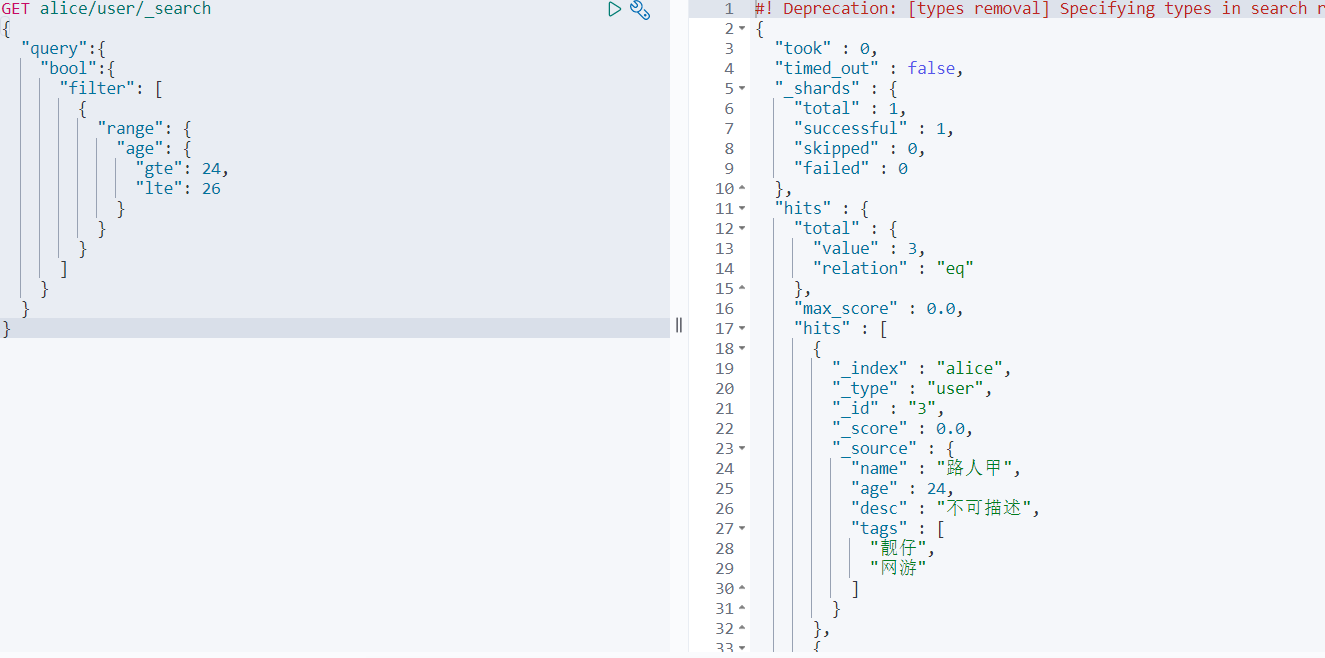 GET alice/user/_search
{
  "query":{
    "bool":{
      "filter": [
        {
          "range": {
            "age": {
              "gte": 24,
              "lte": 26
            }
          }
        }
      ]
    }
  }
}
1 #! Deprecation: [types removal] Specifying types in search r
2 {
3   "took" : 0,
4   "timed_out" : false,
5   "_shards" : {
6     "total" : 1,
7     "successful" : 1,
8     "skipped" : 0,
9     "failed" : 0
10   },
11   "hits" : {
12     "total" : {
13       "value" : 3,
14       "relation" : "eq"
15     },
16     "max_score" : 0.0,
17     "hits" : [
18       {
19         "_index" : "alice",
20         "_type" : "user",
21         "_id" : "3",
22         "_score" : 0.0,
23         "_source" : {
24           "name" : "路人甲",
25           "age" : 24,
26           "desc" : "不可描述",
27           "tags" : [
28             "靓仔",
29             "网游"
30           ]
31         }
32       },
33       {